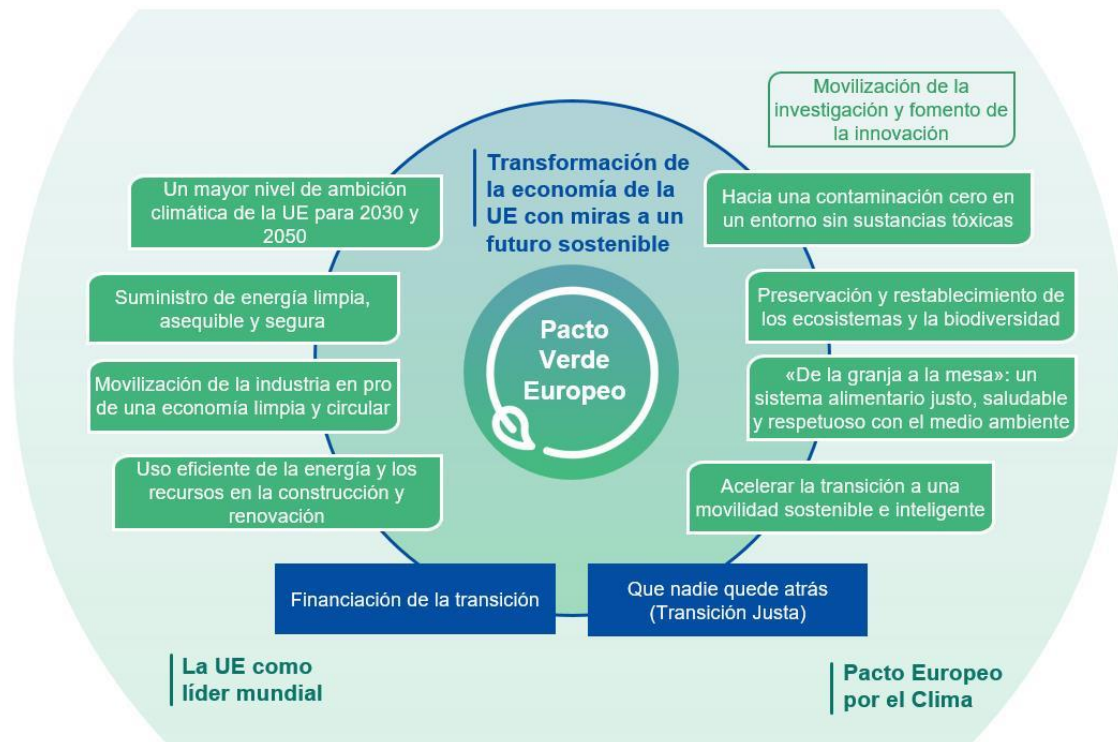 Movilización de la
investigación y fomento de
la innovación
Transformación de
la economía de la
UE con miras a un
futuro sostenible
Un mayor nivel de ambición
climática de la UE para 2030 y
2050
Hacia una contaminación cero en
un entorno sin sustancias tóxicas
Suministro de energía limpia,
asequible y segura
Preservación y restablecimiento de
los ecosistemas y la biodiversidad
Pacto
Verde
Europeo
Movilización de la industria en pro
de una economía limpia y circular
«De la granja a la mesa»: un
sistema alimentario justo, saludable
y respetuoso con el medio ambiente
Uso eficiente de la energía y los
recursos en la construcción y
renovación
Acelerar la transición a una
movilidad sostenible e inteligente
Financiación de la transición
Que nadie quede atrás
(Transición Justa)
La UE como
líder mundial
Pacto Europeo
por el Clima